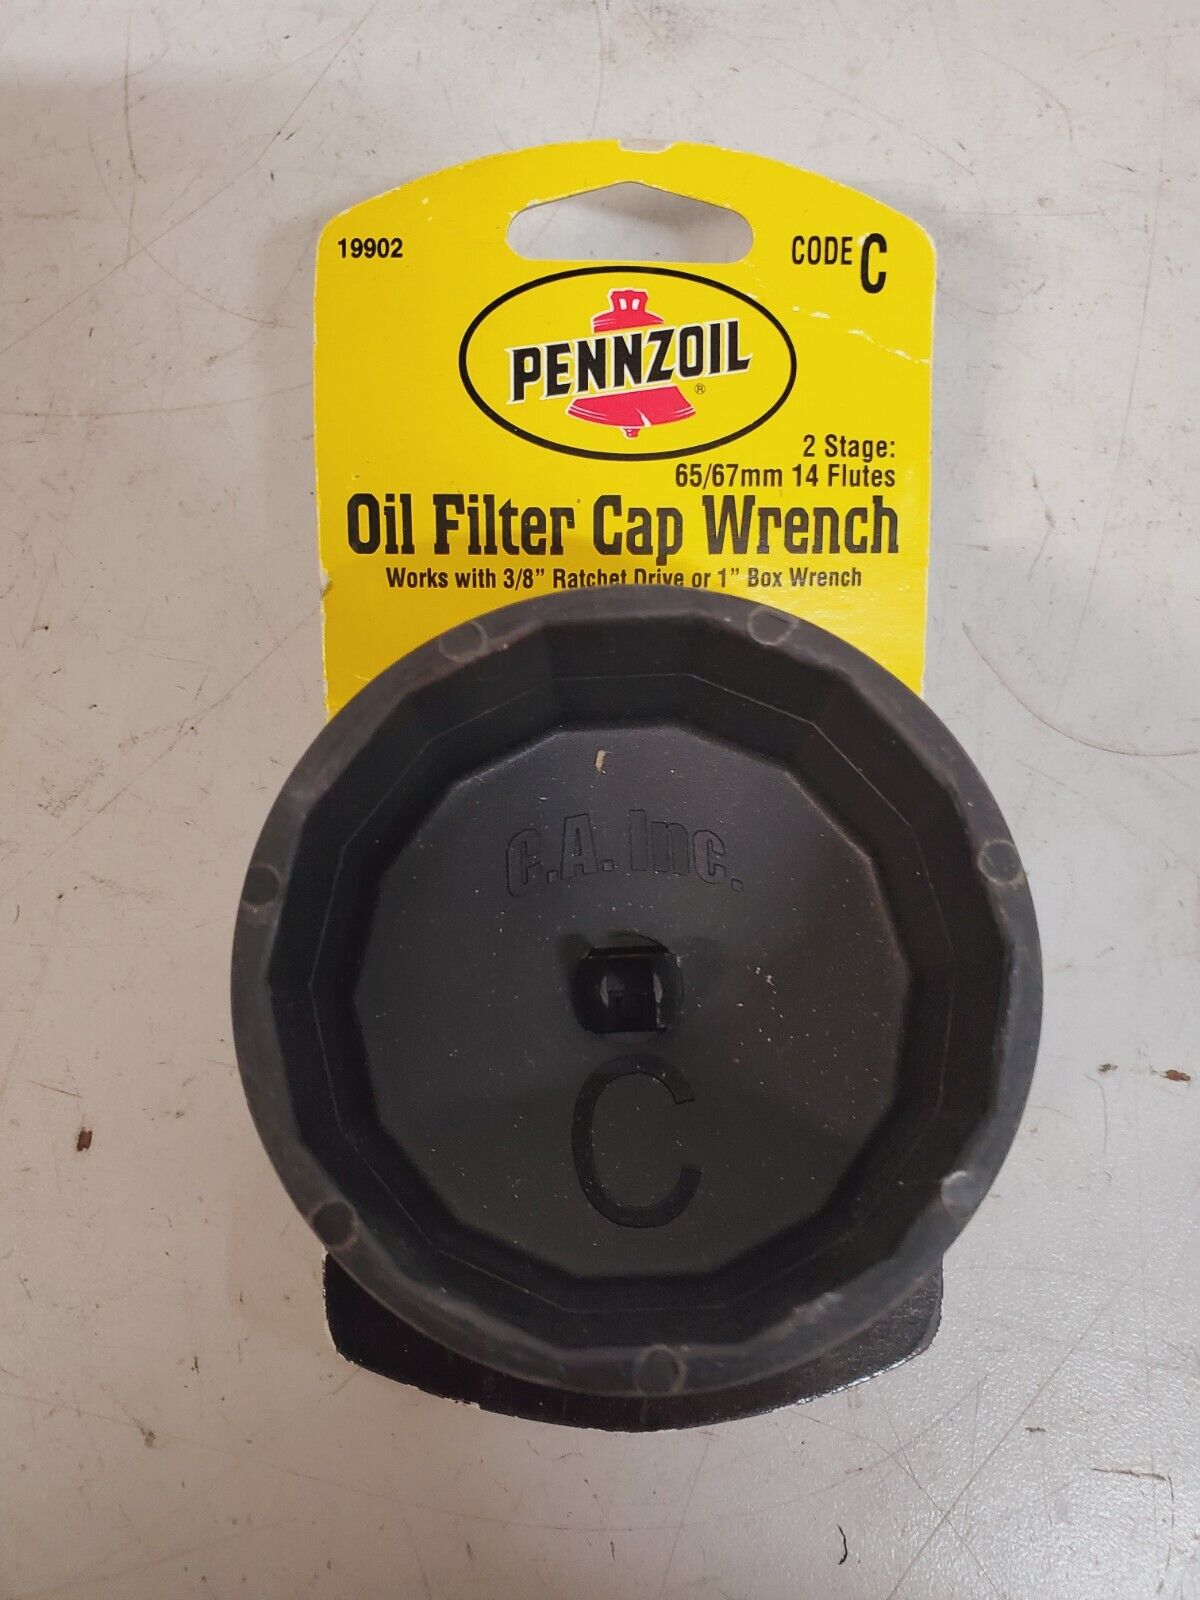 19902
CODE C
PENNZOIL
®
2 Stage:
65/67mm 14 Flutes
Oil Filter Cap Wrench
Works with 3/8" Ratchet Drive or 1" Box Wrench
C.A. Inc.
C